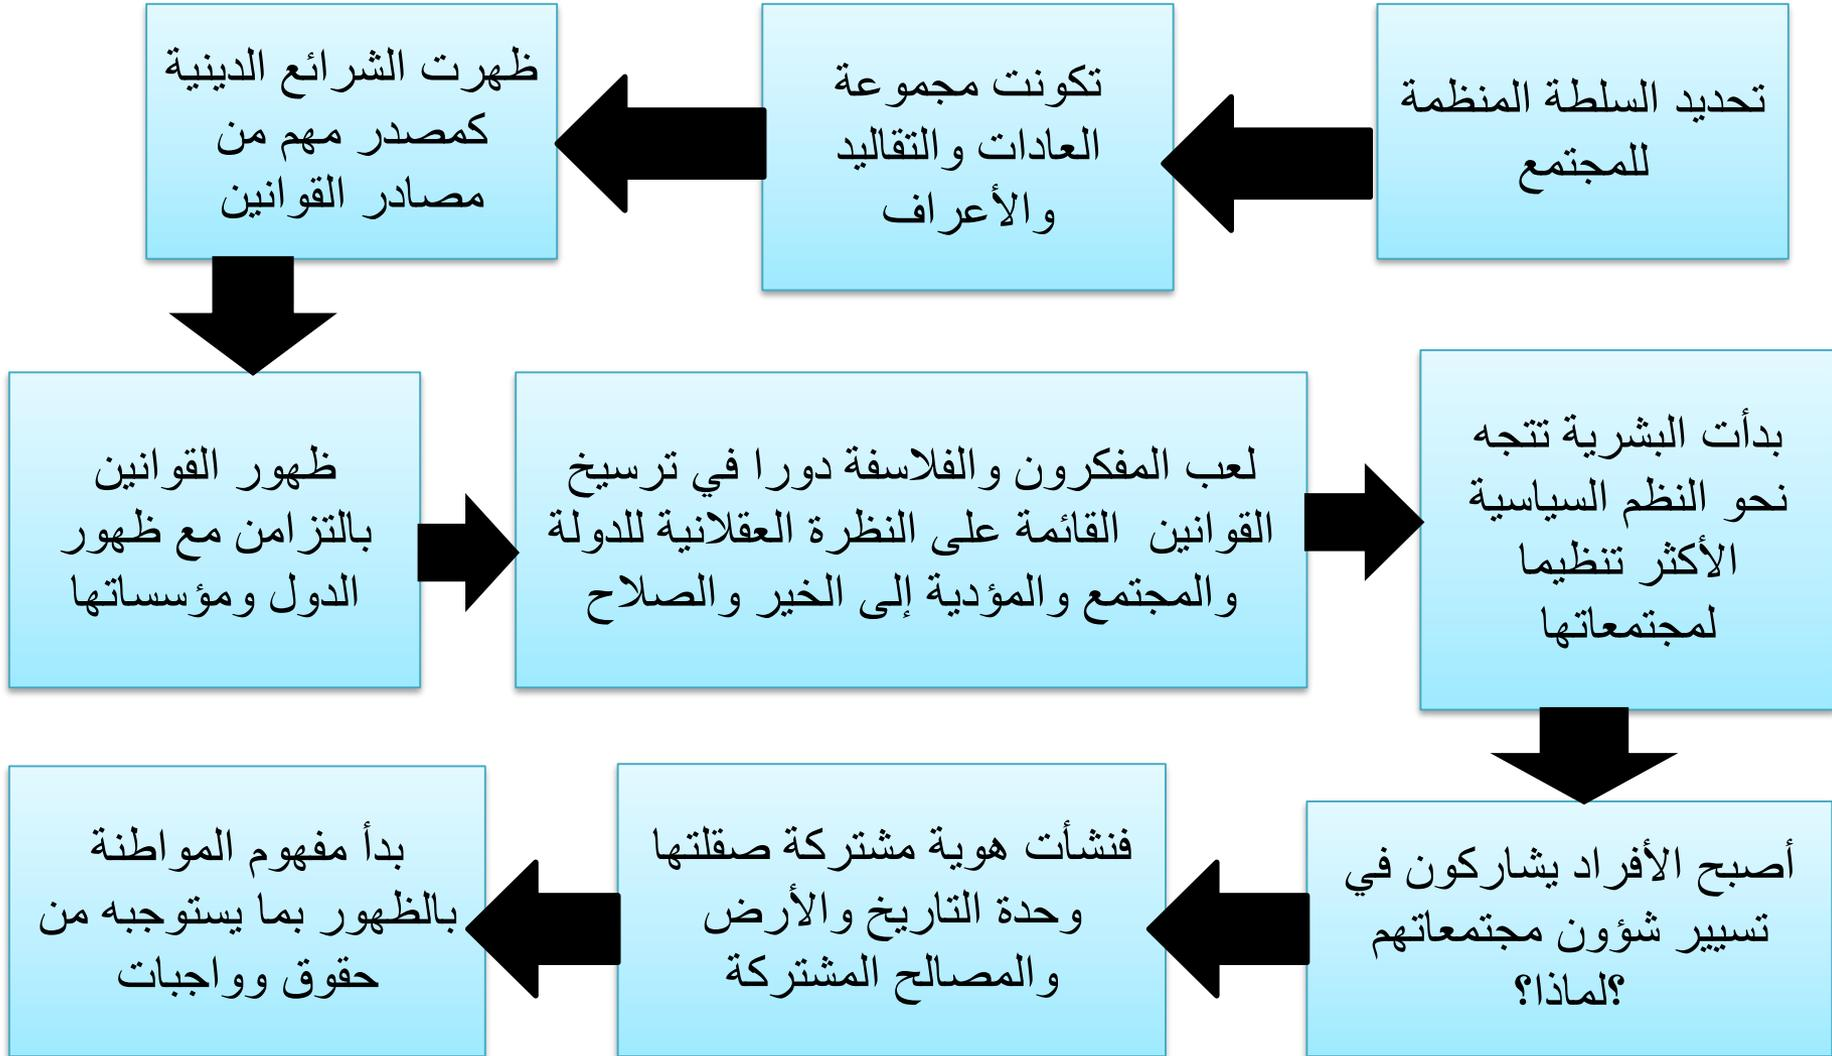 تحديد السلطة المنظمة
للمجتمع
تكونت مجموعة
العادات والتقاليد
والأعراف
ظهرت الشرائع الدينية
كمصدر مهم من
مصادر القوانين
ظهور القوانين
بالتزامن مع ظهور
الدول ومؤسساتها
لعب المفكرون والفلاسفة دورا في ترسيخ
القوانين القائمة على النظرة العقلانية للدولة
والمجتمع والمؤدية إلى الخير والصلاح
بدأت البشرية تتجه
نحو النظم السياسية
الأكثر تنظيما
لمجتمعاتها
أصبح الأفراد يشاركون في
تسيير شؤون مجتمعاتهم
؟لماذا؟
فنشأت هوية مشتركة صقلتها
وحدة التاريخ والأرض
والمصالح المشتركة
بدأ مفهوم المواطنة
بالظهور بما يستوجبه من
حقوق وواجبات